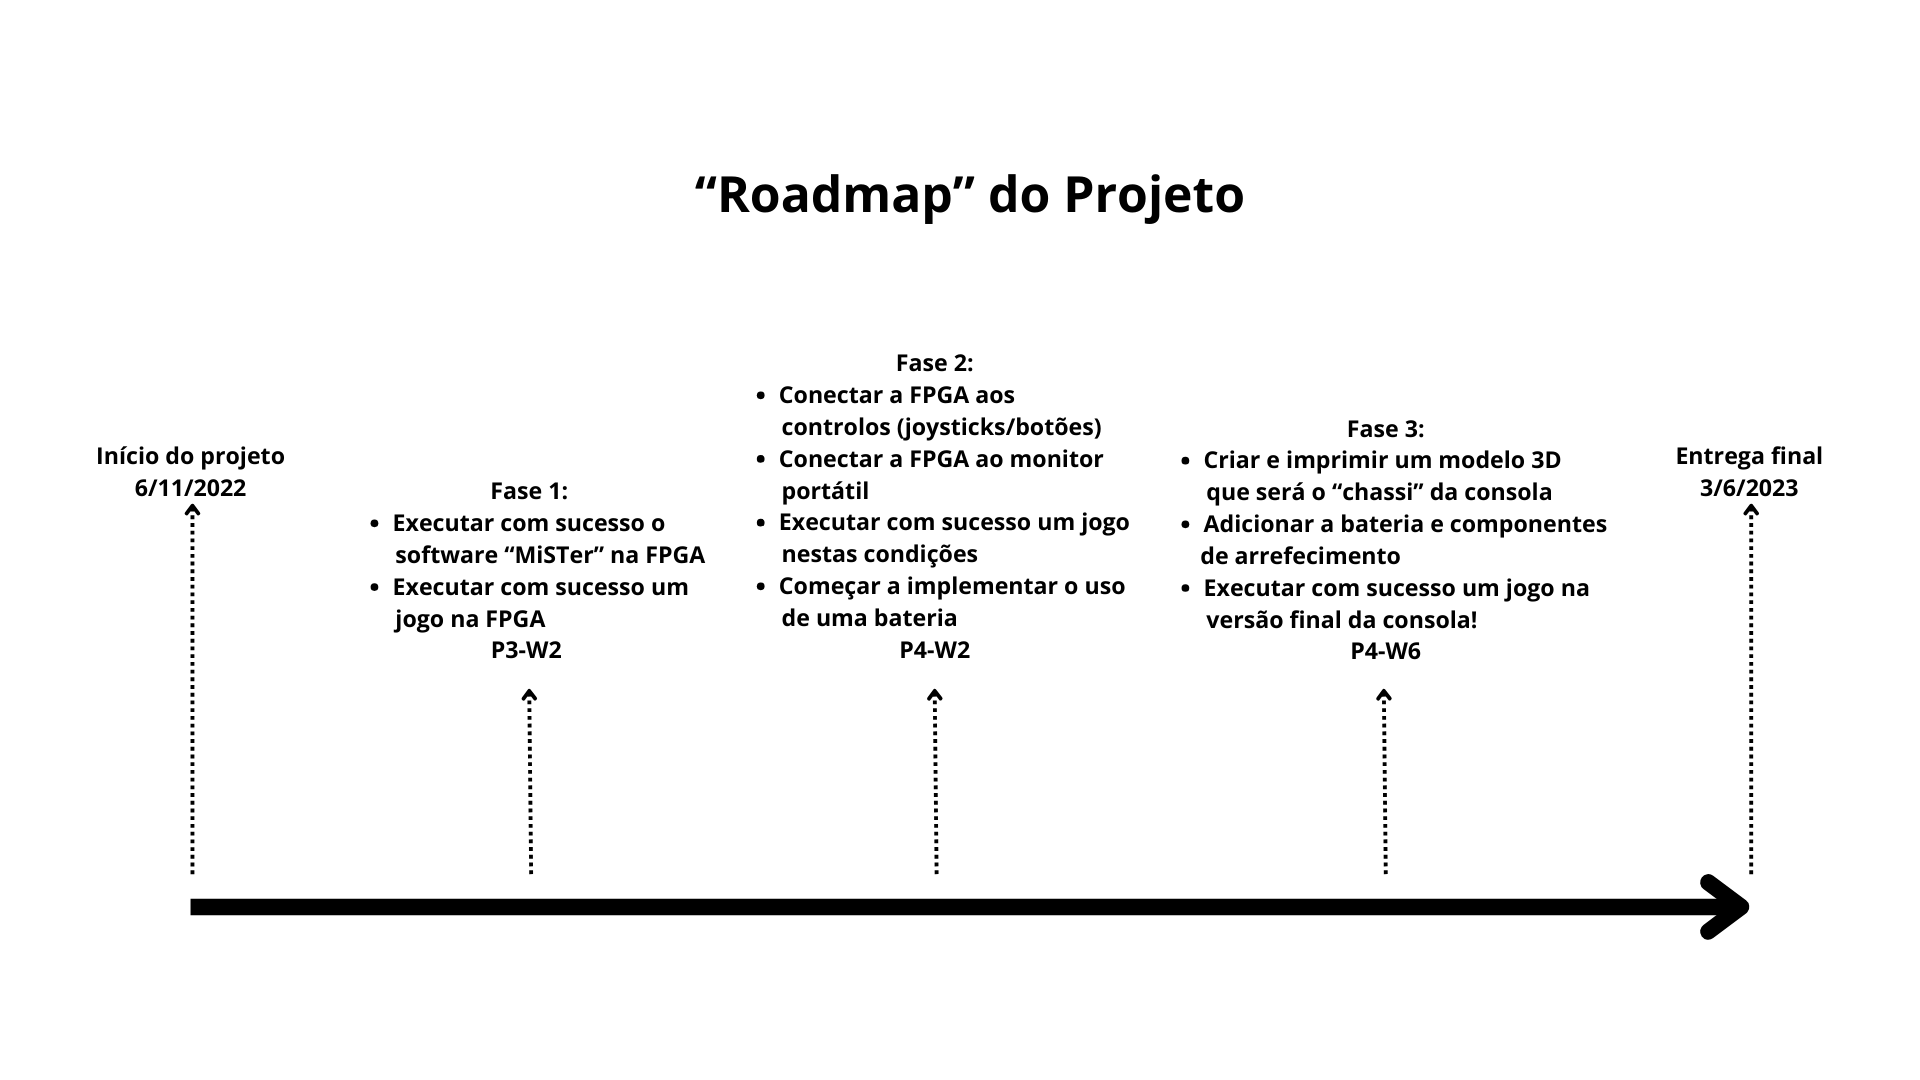 “Roadmap” do Projeto
Início do projeto
6/11/2022
Fase 1:
• Executar com sucesso o
software “MiSTer” na FPGA
• Executar com sucesso um
jogo na FPGA
P3-W2
Fase 2:
• Conectar a FPGA aos
controlos (joysticks/botões)
• Conectar a FPGA ao monitor
portátil
• Executar com sucesso um jogo
nestas condições
• Começar a implementar o uso
de uma bateria
P4-W2
Fase 3:
• Criar e imprimir um modelo 3D
que será o “chassi” da consola
• Adicionar a bateria e componentes
de arrefecimento
• Executar com sucesso um jogo na
versão final da consola!
P4-W6
Entrega final
3/6/2023